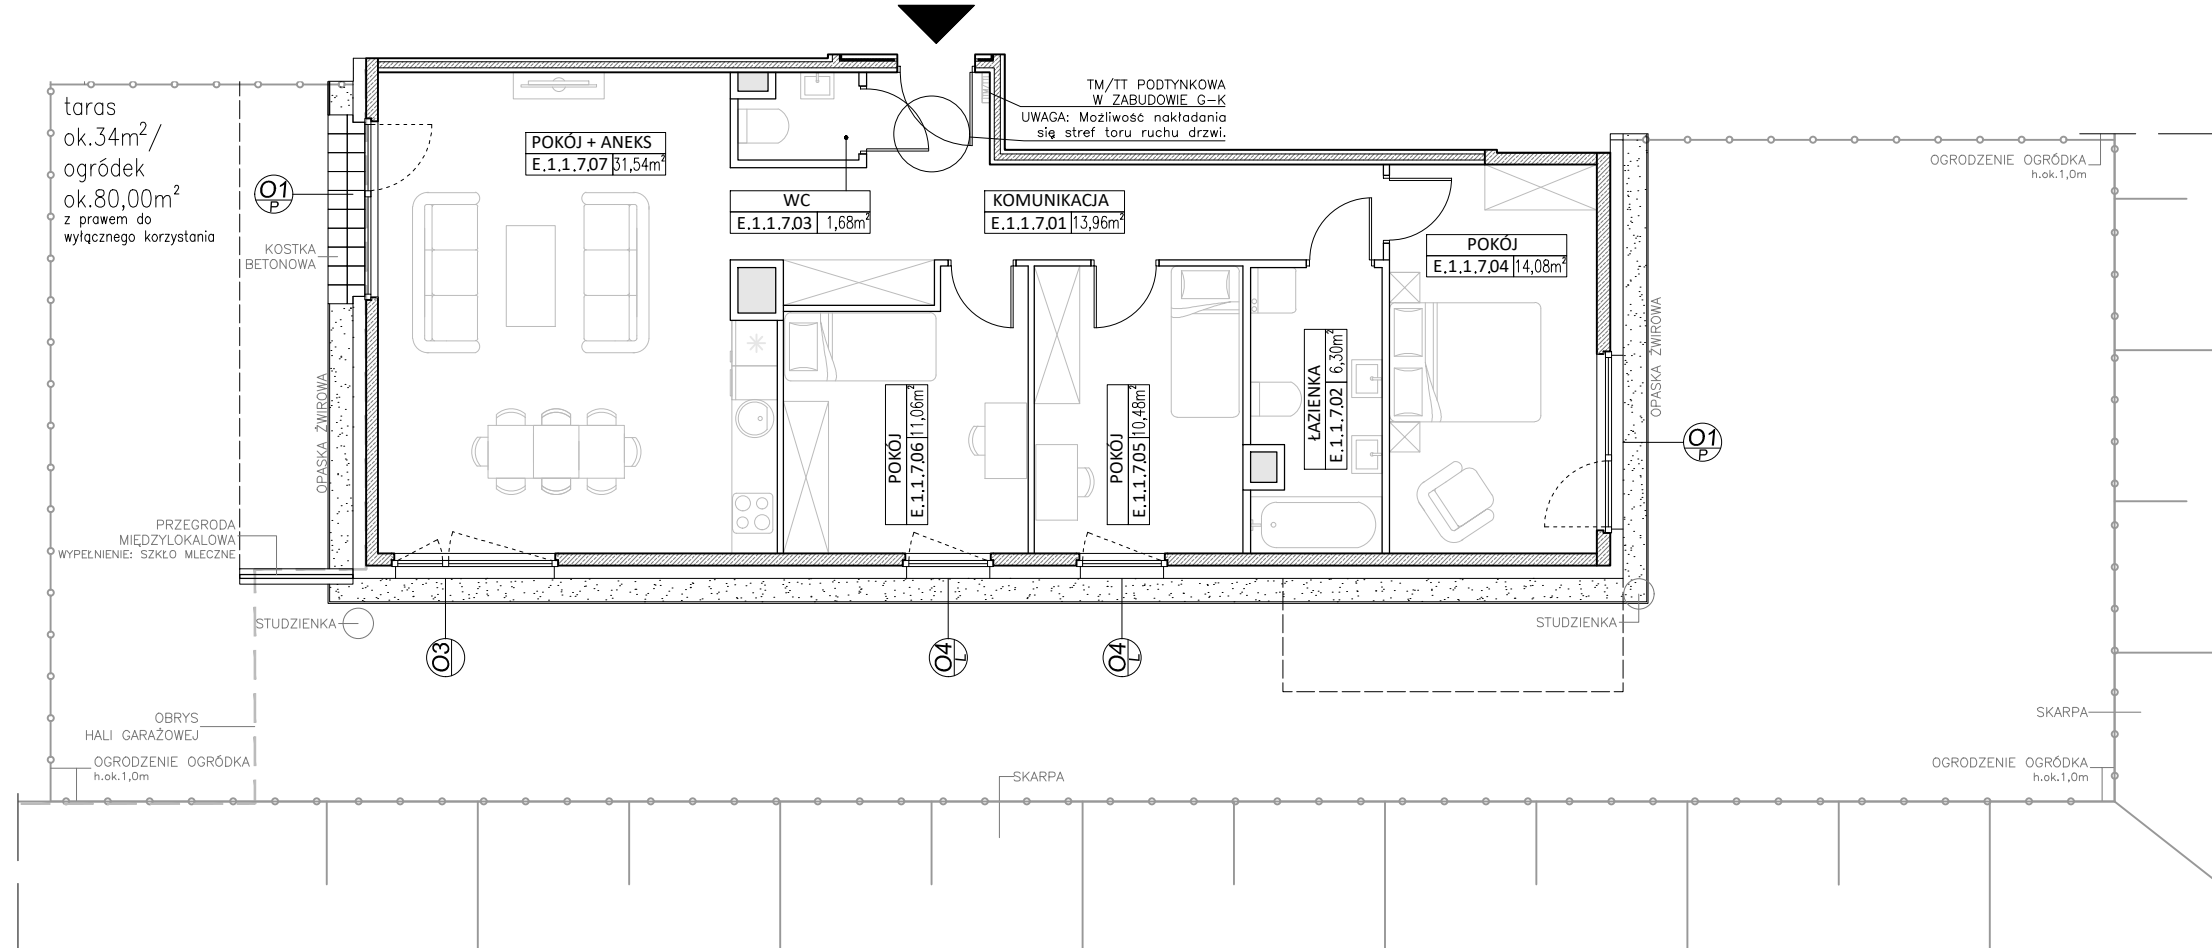 taras
ok.34m²/
ogródek
ok.80,00m²
z prawem do
wyłącznego korzystania
O1
P
KOSTKA
BETONOWA
OPASKA ŻWIROWA
PRZEGRODA
MIĘDZYLOKALOWA
WYPEŁNIENIE: SZKŁO MLECZNE
STUDZIENKA
OBRYS
HALI GARAŻOWEJ
OGRODZENIE OGRÓDKA
h.ok.1,0m
POKÓJ + ANEKS
E.1.1.7.07 31,54m²
WC
E.1.1.7.03 1,68m²
TM/TT PODTYNKOWA
W ZABUDOWIE G-K
UWAGA: Możliwość nakładania
się stref toru ruchu drzwi.
TM/TT
KOMUNIKACJA
E.1.1.7.01 13,96m²
POKÓJ
E.1.1.7.04 14,08m²
POKÓJ
E.1.1.7.06 11,06m²
POKÓJ
E.1.1.7.05 10,48m²
ŁAZIENKA
E.1.1.7.02 6,30m²
O3
O4
L
O4
L
OPASKA ŻWIROWA
O1
P
STUDZIENKA
OGRODZENIE OGRÓDKA
h.ok.1,0m
SKARPA
OGRODZENIE OGRÓDKA
h.ok.1,0m
SKARPA